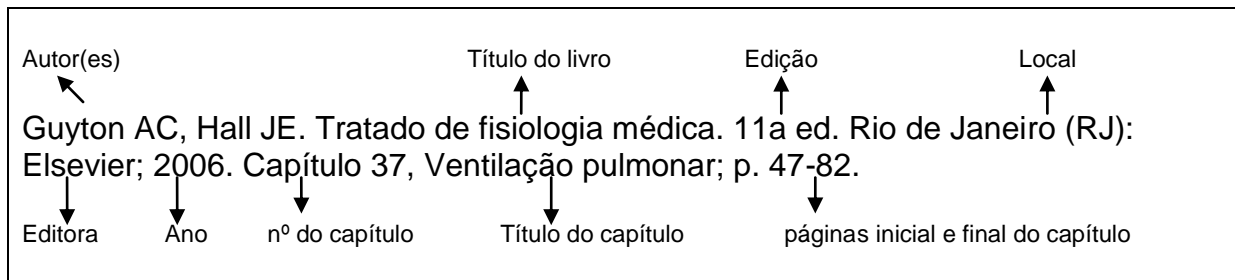 Autor(es) Título do livro Edição Local
Guyton AC, Hall JE. Tratado de fisiologia médica. 11a ed. Rio de Janeiro (RJ):
Elsevier; 2006. Capítulo 37, Ventilação pulmonar; p. 47-82.
Editora Ano nº do capítulo Título do capítulo páginas inicial e final do capítulo